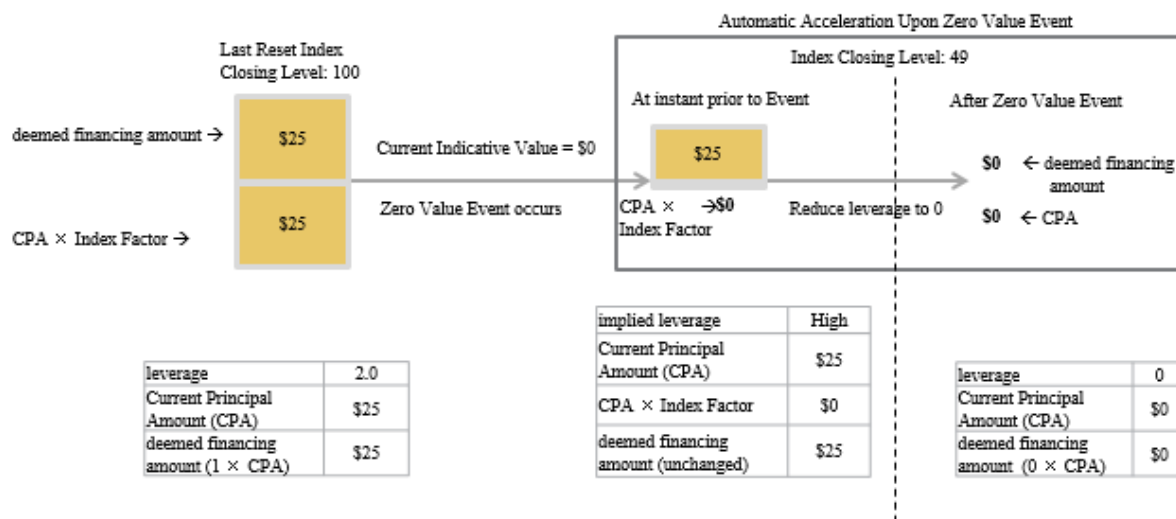 Automatic Acceleration Upon Zero Value Event
Last Reset Index
Closing Level: 100
Index Closing Level: 49
At instant prior to Event
After Zero Value Event
deemed financing amount →
$25
Current Indicative Value = $0
$25
$0 ← deemed financing
amount
Zero Value Event occurs
CPA × →$0
Index Factor
Reduce leverage to 0
$0 ← CPA
CPA × Index Factor →
$25
implied leverage High
Current Principal
Amount (CPA) $25
CPA × Index Factor $0
deemed financing
amount (unchanged) $25
leverage 2.0
Current Principal
Amount (CPA) $25
deemed financing
amount (1 × CPA) $25
leverage 0
Current Principal
Amount (CPA) $0
deemed financing
amount (0 × CPA) $0